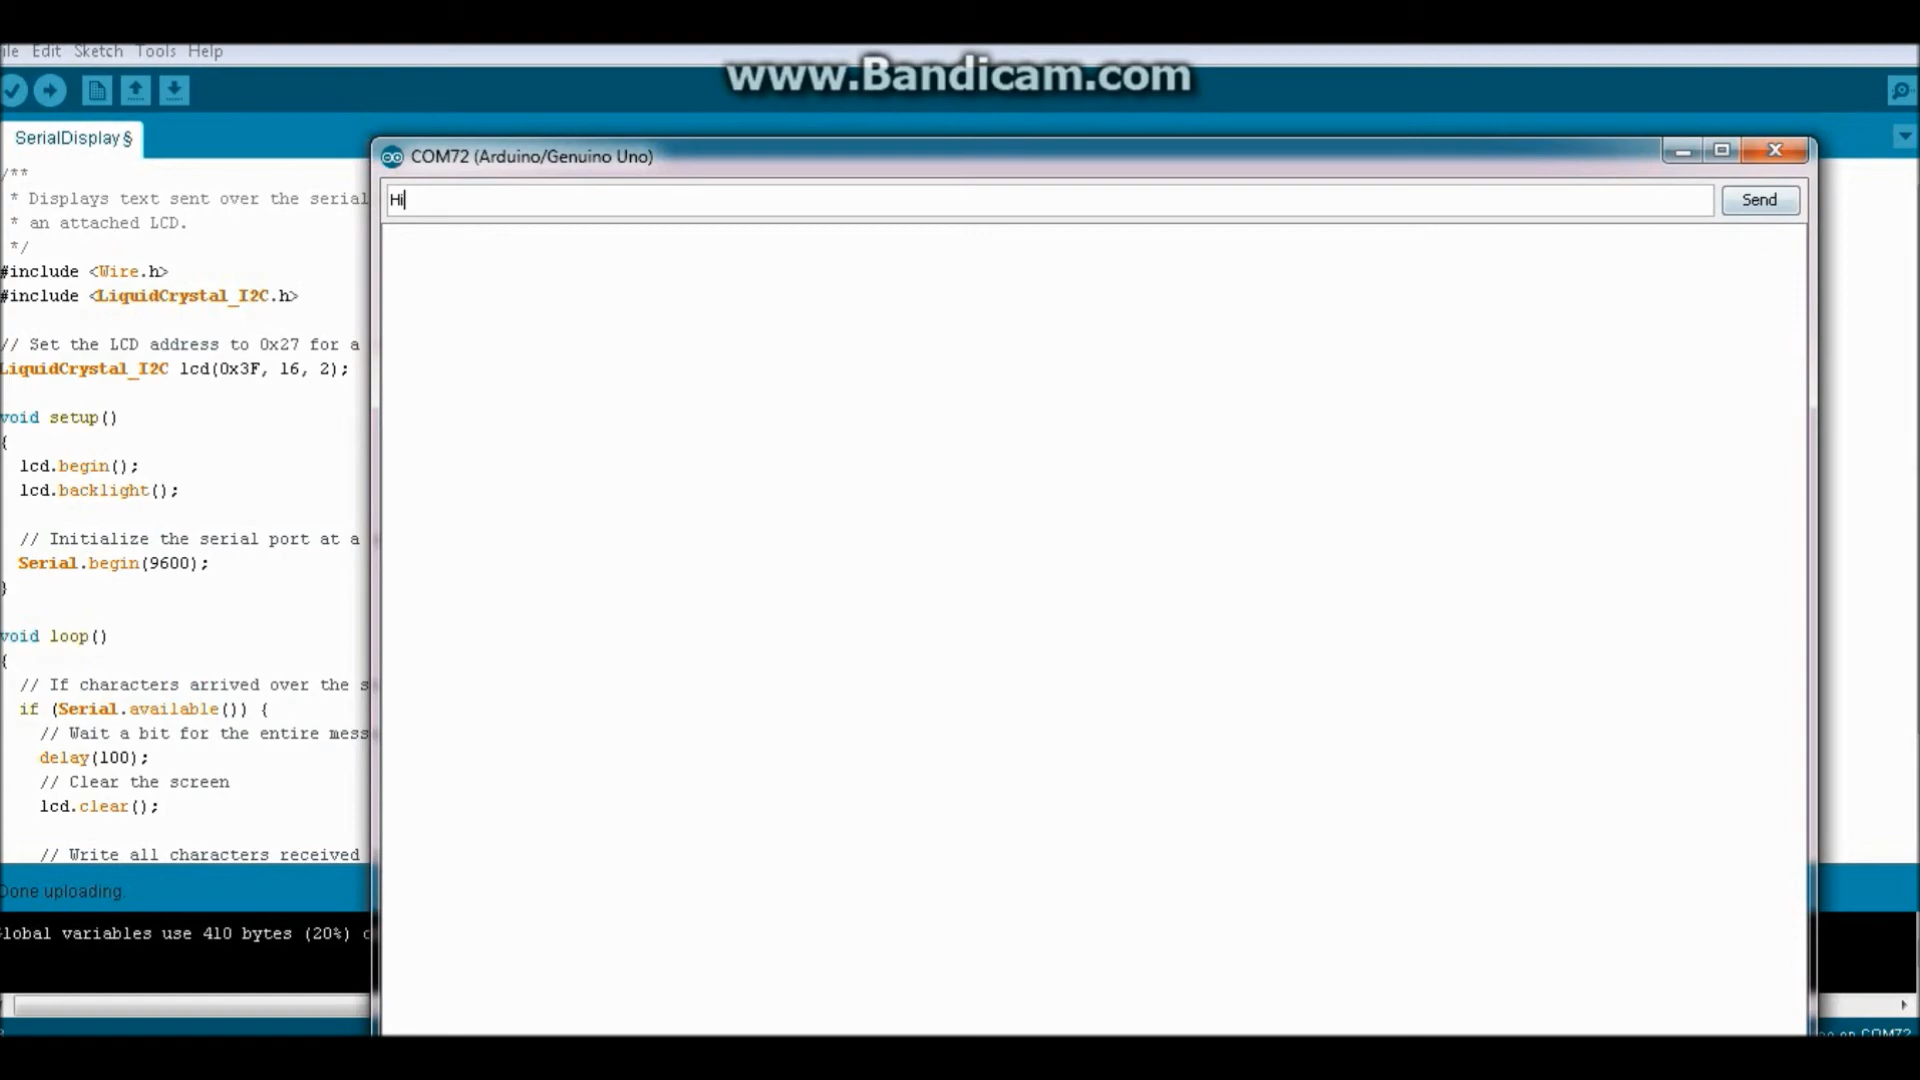 File Edit Sketch Tools Help
www.Bandicam.com
SerialDisplay§
COM72 (Arduino/Genuino Uno)
Hi
Send
/**
* Displays text sent over the serial
* an attached LCD.
*/
#include <Wire.h>
#include <LiquidCrystal_I2C.h>
// Set the LCD address to 0x27 for a
LiquidCrystal_I2C lcd(0x3F, 16, 2);
void setup()
{
lcd.begin();
lcd.backlight();
// Initialize the serial port at a
Serial.begin(9600);
}
void loop()
{
// If characters arrived over the s
if (Serial.available()) {
// Wait a bit for the entire mess
delay(100);
// Clear the screen
lcd.clear();
// Write all characters received
Done uploading.
Global variables use 410 bytes (20%) o
on COM72